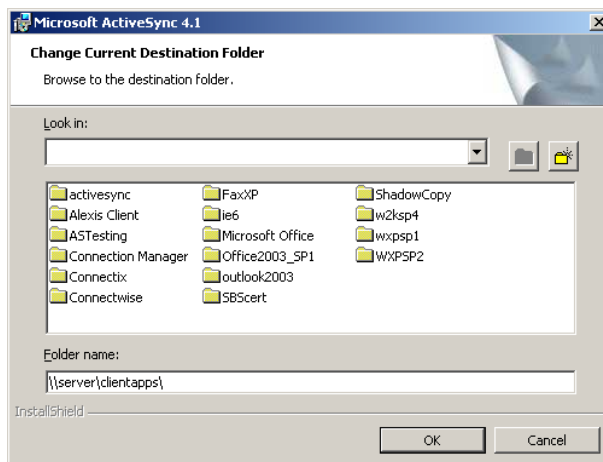 Microsoft ActiveSync 4.1
Change Current Destination Folder
Browse to the destination folder.
Look in:
activesync FaxXP ShadowCopy
Alexis Client ie6 w2ksp4
ASTesting Microsoft Office wxpsp1
Connection Manager Office2003_SP1 WXPSP2
Connectix outlook2003
Connectwise SBScert
Folder name:
\\server\clientapps\
InstallShield
OK Cancel